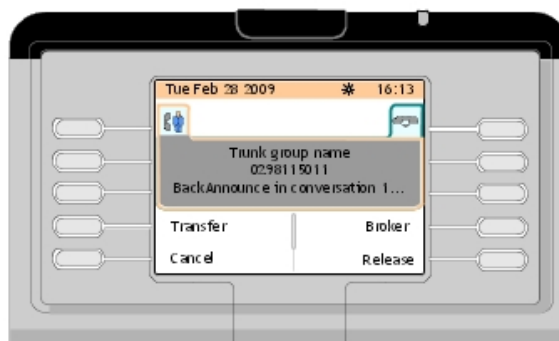 Tue Feb 28 2009 16:13
Trunk group name
0298115011
BackAnnounce in conversation 1...
Transfer Broker
Cancel Release